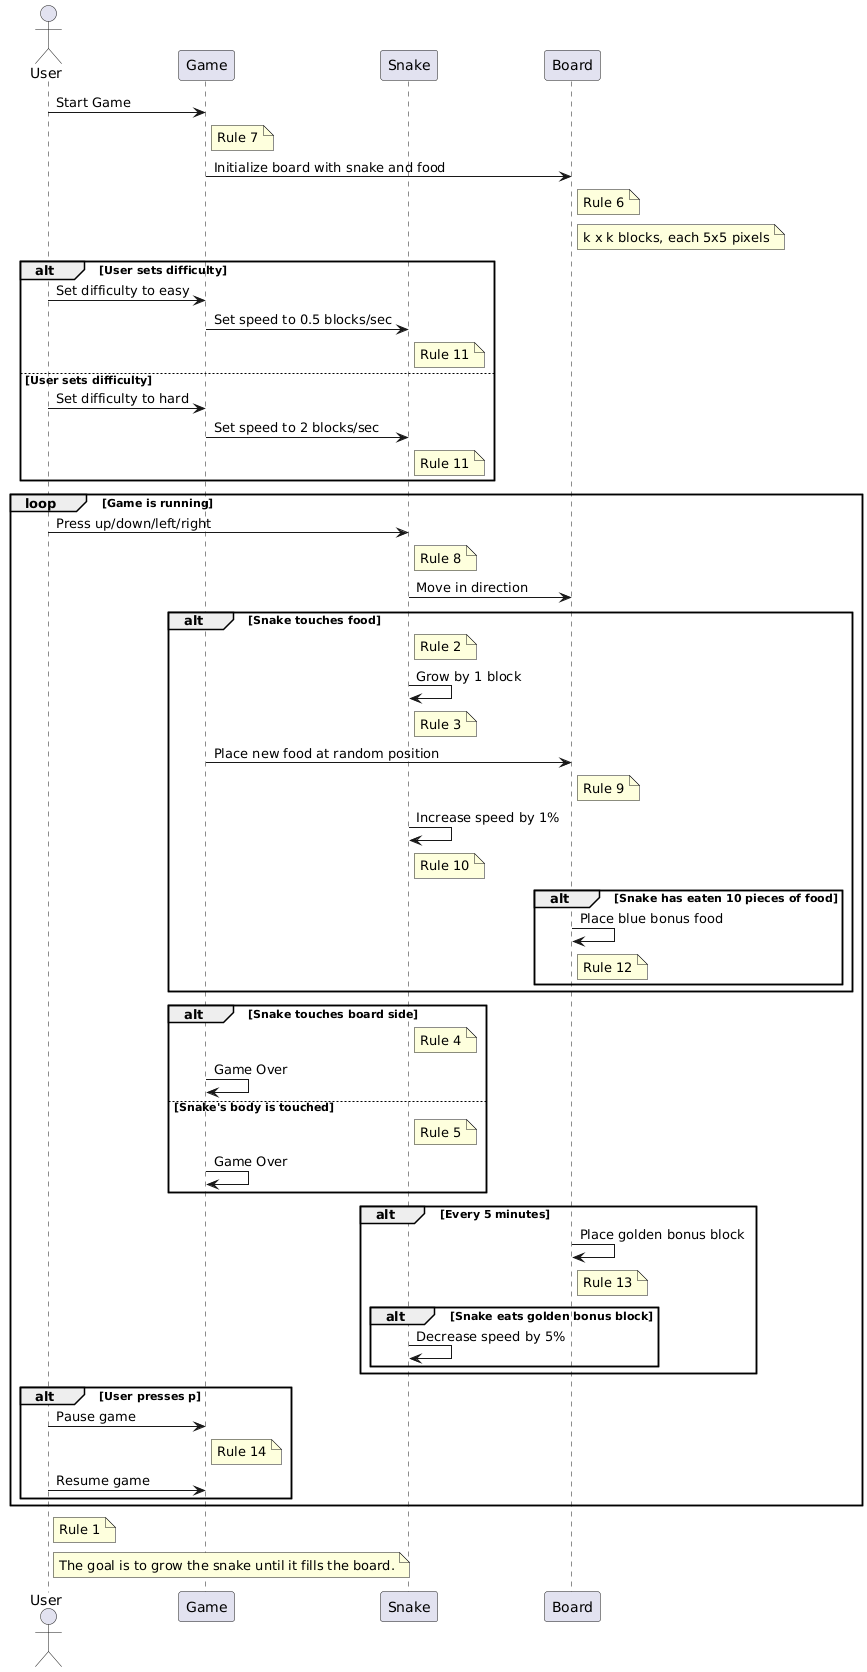 User
Game
Snake
Board
Start Game
Rule 7
Initialize board with snake and food
Rule 6
k x k blocks, each 5x5 pixels
alt
[User sets difficulty]
Set difficulty to easy
Set speed to 0.5 blocks/sec
Rule 11
[User sets difficulty]
Set difficulty to hard
Set speed to 2 blocks/sec
Rule 11
loop
[Game is running]
Press up/down/left/right
Rule 8
Move in direction
alt
[Snake touches food]
Rule 2
Grow by 1 block
Rule 3
Place new food at random position
Rule 9
Increase speed by 1%
Rule 10
alt
[Snake has eaten 10 pieces of food]
Place blue bonus food
Rule 12
alt
[Snake touches board side]
Rule 4
Game Over
[Snake's body is touched]
Rule 5
Game Over
alt
[Every 5 minutes]
Place golden bonus block
Rule 13
alt
[Snake eats golden bonus block]
Decrease speed by 5%
alt
[User presses p]
Pause game
Rule 14
Resume game
Rule 1
The goal is to grow the snake until it fills the board.
User
Game
Snake
Board